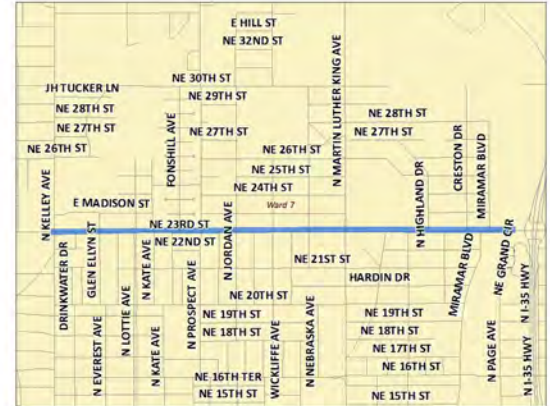 E HILL ST
NE 32ND ST
NE 30TH ST
JH TUCKER LN
NE 29TH ST
NE 28TH ST
NE 28TH ST
NE 27TH ST
NE 27TH ST
NE 27TH ST
NE 26TH ST
NE 26TH ST
NE 25TH ST
NE 24TH ST
E MADISON ST
Ward 7
NE 23RD ST
NE 22ND ST
NE 21ST ST
HARDIN DR
NE 20TH ST
NE 19TH ST
NE 19TH ST
NE 18TH ST
NE 18TH ST
NE 17TH ST
NE 16TH ST
NE 16TH TER
NE 15TH ST
NE 15TH ST
N KELLEY AVE
FONSHILL AVE
N MARTIN LUTHER KING AVE
N HIGHLAND DR
CRESTON DR
MIRAMAR BLVD
DRINKWATER DR
GLEN ELLYN ST
N EVEREST AVE
N LOTTIE AVE
N KATE AVE
N KATE AVE
N PROSPECT AVE
N JORDAN AVE
WICKLIFFE AVE
N NEBRASKA AVE
MIRAMAR BLVD
N PAGE AVE
NE GRAND CIR
N I-35 HWY
N I-35 HWY